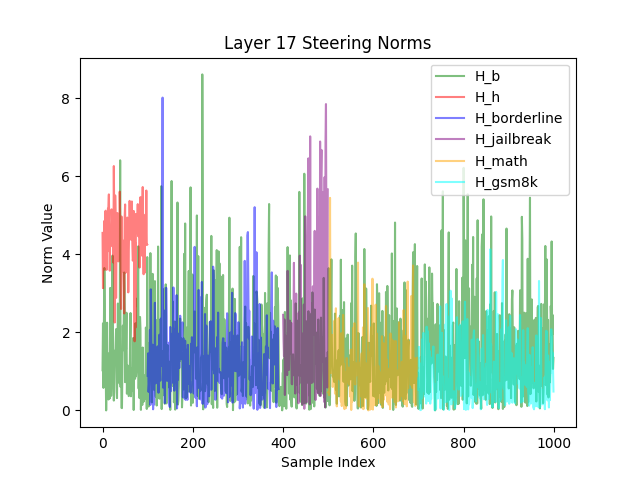 Layer 17 Steering Norms
H_b
H_h
H_borderline
H_jailbreak
H_math
H_gsm8k
Norm Value
8
6
4
2
0
0
200
400
600
800
1000
Sample Index